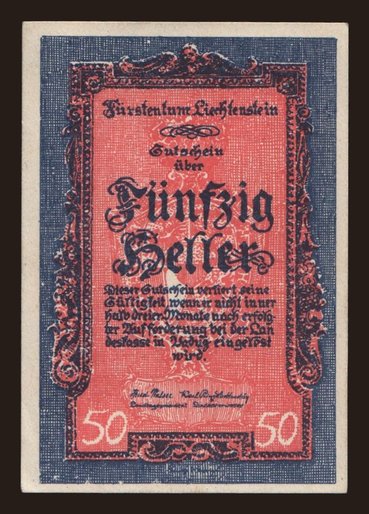 Fürstentum Liechtenstein
Gutschein
über
Fünfzig
Heller
Dieser Gutschein verliert seine
Gültigkeit, wenn er nicht inner
halb dreier Monate nach erfolg-
ter Aufforderung bei der Lan
deskasse in Vaduz eingelöst
wird.
50 50